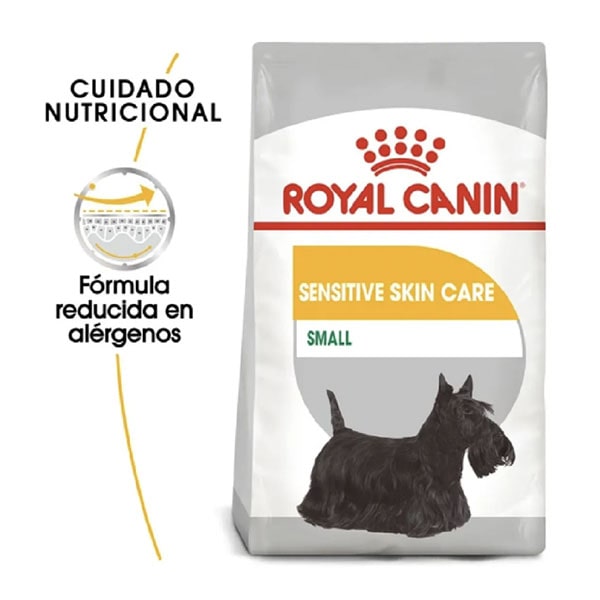 CUIDADO
NUTRICIONAL
Fórmula
reducida en
alérgenos
ROYAL CANIN®
SENSITIVE SKIN CARE
SMALL